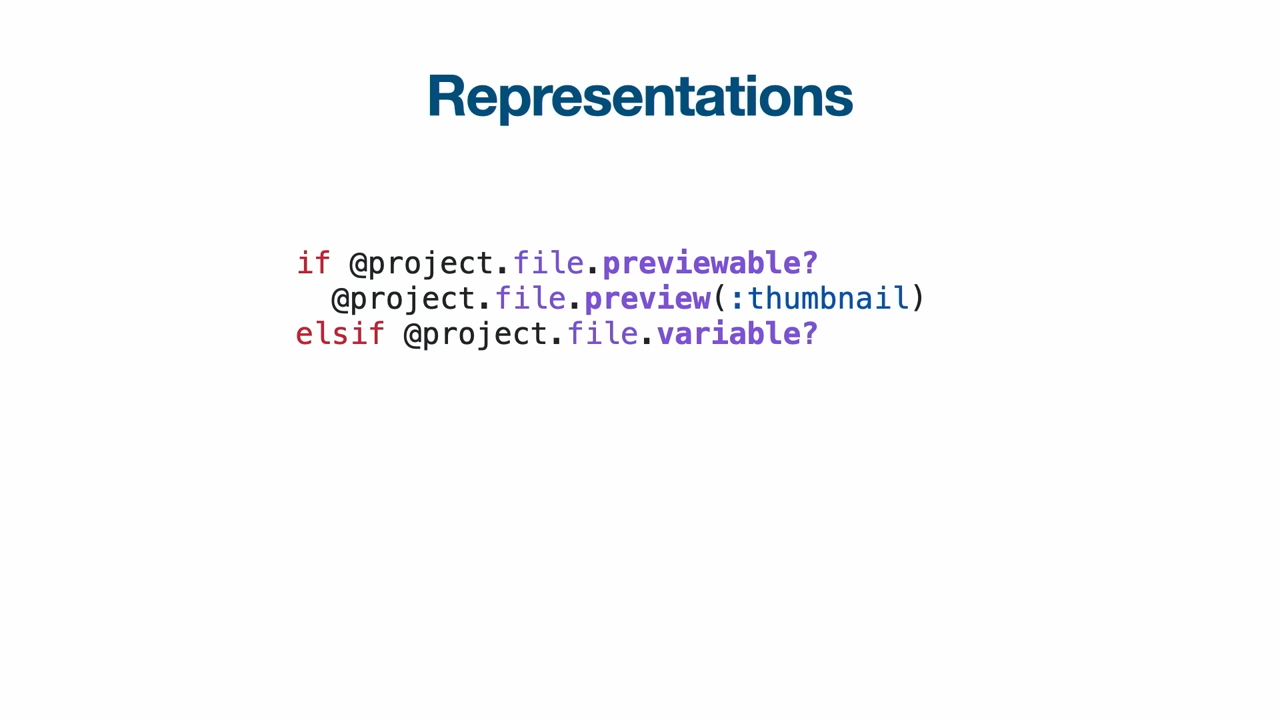 Representations
if @project.file.previewable?
  @project.file.preview(:thumbnail)
elsif @project.file.variable?